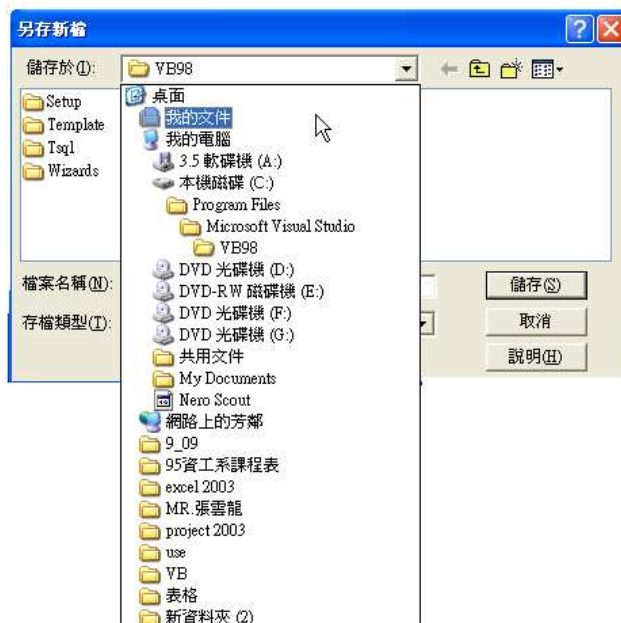 另存新檔
儲存於(I):
VB98
Setup
Template
Tsql
Wizards
桌面
我的文件
我的電腦
3.5 軟碟機 (A:)
本機磁碟 (C:)
Program Files
Microsoft Visual Studio
VB98
DVD 光碟機 (D:)
DVD-RW 磁碟機 (E:)
DVD 光碟機 (F:)
DVD 光碟機 (G:)
共用文件
My Documents
Nero Scout
網路上的芳鄰
9_09
95資工系課程表
excel 2003
MR.張雲龍
project 2003
use
VB
表格
新資料夾 (2)
檔案名稱(N):
存檔類型(T):
儲存(S)
取消
說明(H)